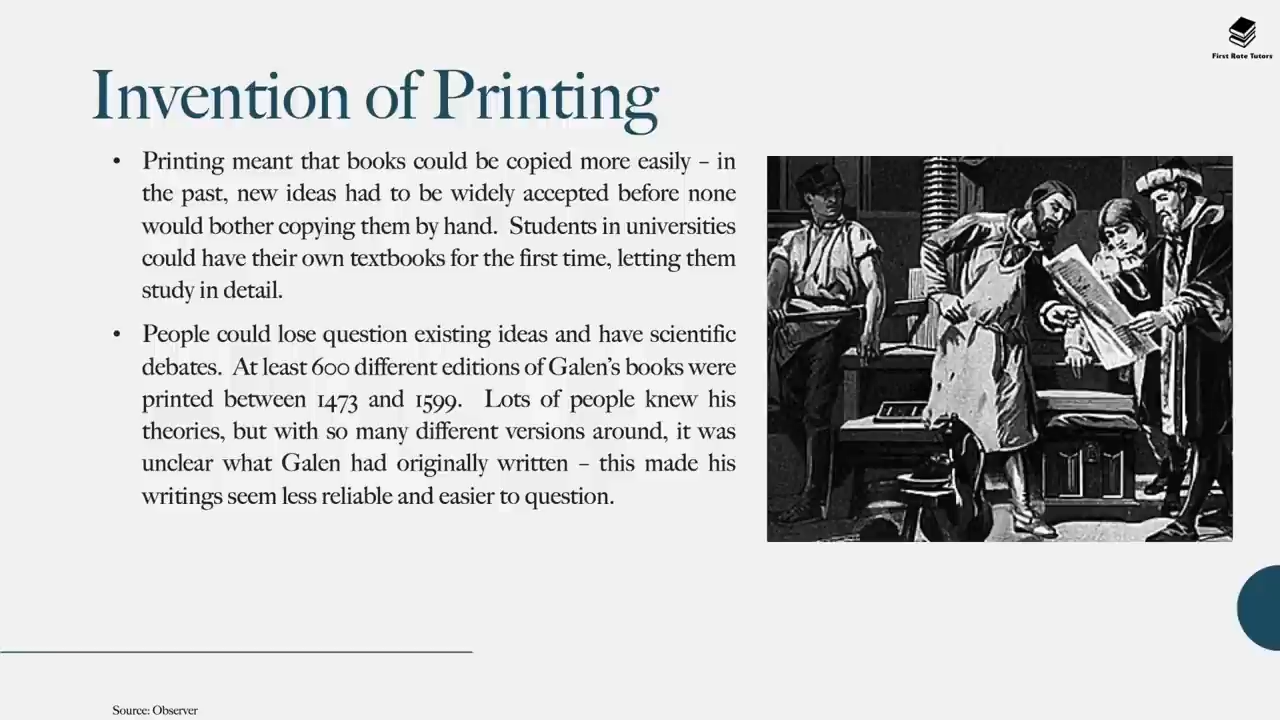 First Rate Tutors
Invention of Printing
• Printing meant that books could be copied more easily – in
the past, new ideas had to be widely accepted before none
would bother copying them by hand. Students in universities
could have their own textbooks for the first time, letting them
study in detail.
• People could lose question existing ideas and have scientific
debates. At least 600 different editions of Galen's books were
printed between 1473 and 1599. Lots of people knew his
theories, but with so many different versions around, it was
unclear what Galen had originally written – this made his
writings seem less reliable and easier to question.
Source: Observer